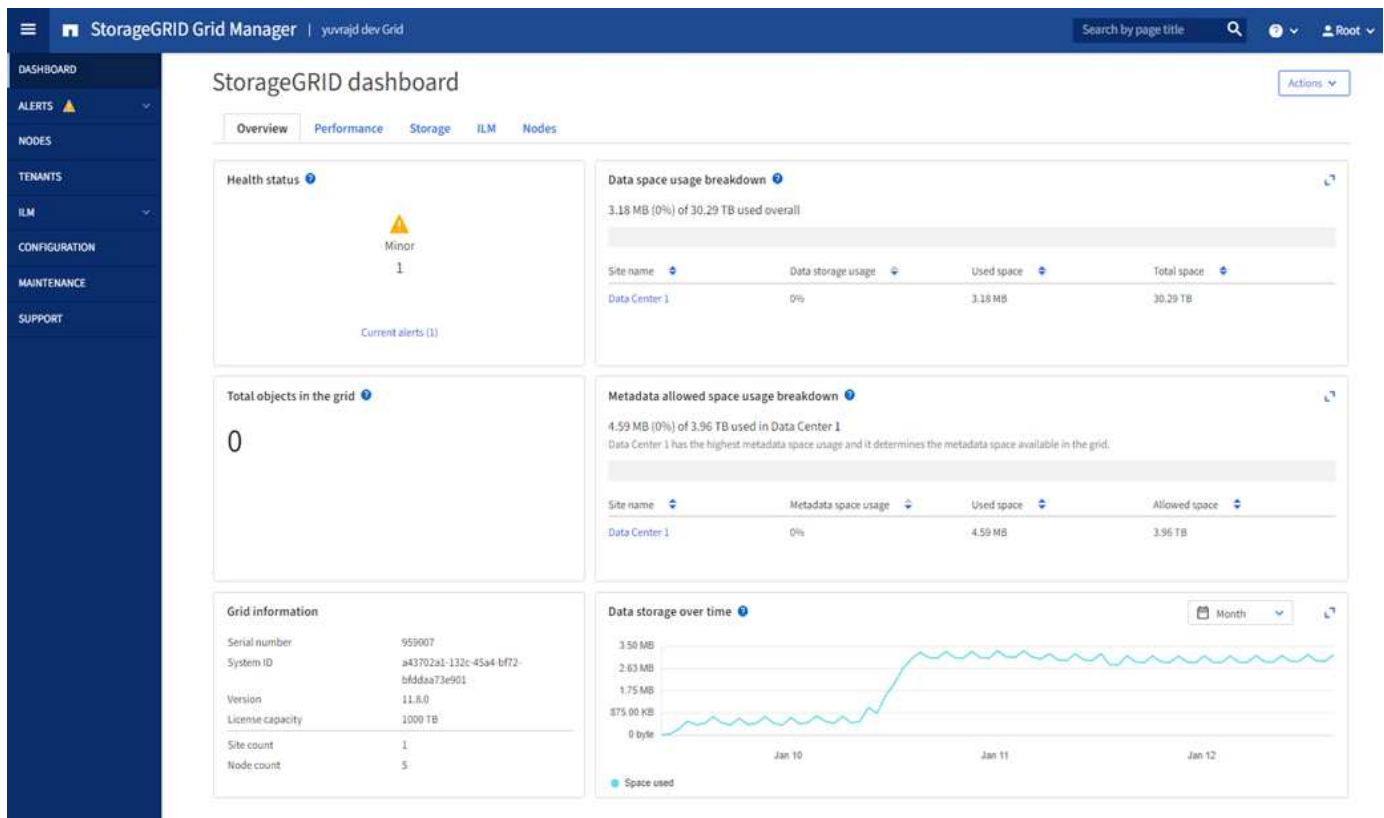 StorageGRID Grid Manager | yuvrajd dev Grid
Search by page title
? Root
DASHBOARD
ALERTS
NODES
TENANTS
ILM
CONFIGURATION
MAINTENANCE
SUPPORT
StorageGRID dashboard
Actions
Overview Performance Storage ILM Nodes
Health status ?
Minor
1
Current alerts (1)
Data space usage breakdown ?
3.18 MB (0%) of 30.29 TB used overall
Site name Data storage usage Used space Total space
Data Center 1 0% 3.18 MB 30.29 TB
Total objects in the grid ?
0
Metadata allowed space usage breakdown ?
4.59 MB (0%) of 3.96 TB used in Data Center 1
Data Center 1 has the highest metadata space usage and it determines the metadata space available in the grid.
Site name Metadata space usage Used space Allowed space
Data Center 1 0% 4.59 MB 3.96 TB
Grid information
Serial number 959007
System ID a43702a1-132c-45a4-bf72-
bfddaa73e901
Version 11.8.0
License capacity 1000 TB
Site count 1
Node count 5
Data storage over time ?
Month
3.50 MB
2.63 MB
1.75 MB
875.00 KB
0 byte
Jan 10 Jan 11 Jan 12
Space used